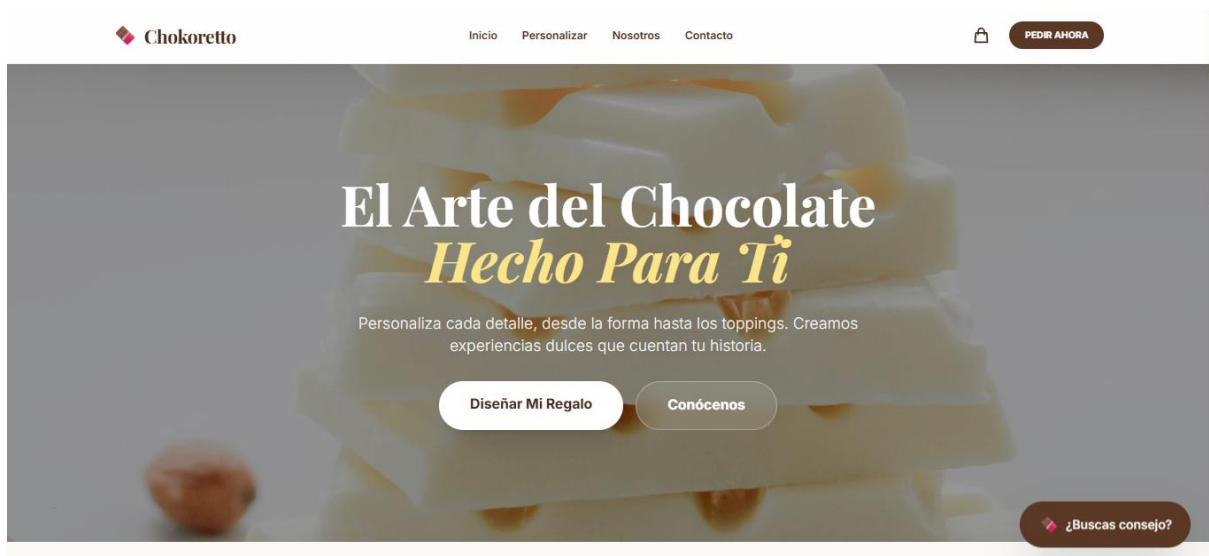 Chokoretto
Inicio Personalizar Nosotros Contacto
PEDIR AHORA
El Arte del Chocolate
Hecho Para Ti
Personaliza cada detalle, desde la forma hasta los toppings. Creamos
experiencias dulces que cuentan tu historia.
Diseñar Mi Regalo
Conócenos
¿Buscas consejo?